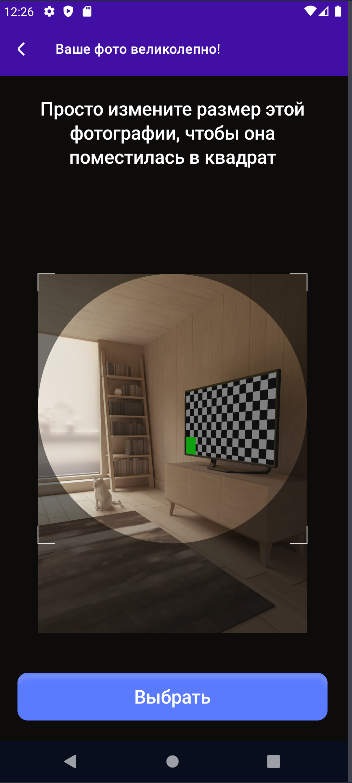 12:26
Ваше фото великолепно!
Просто измените размер этой
фотографии, чтобы она
поместилась в квадрат
Выбрать